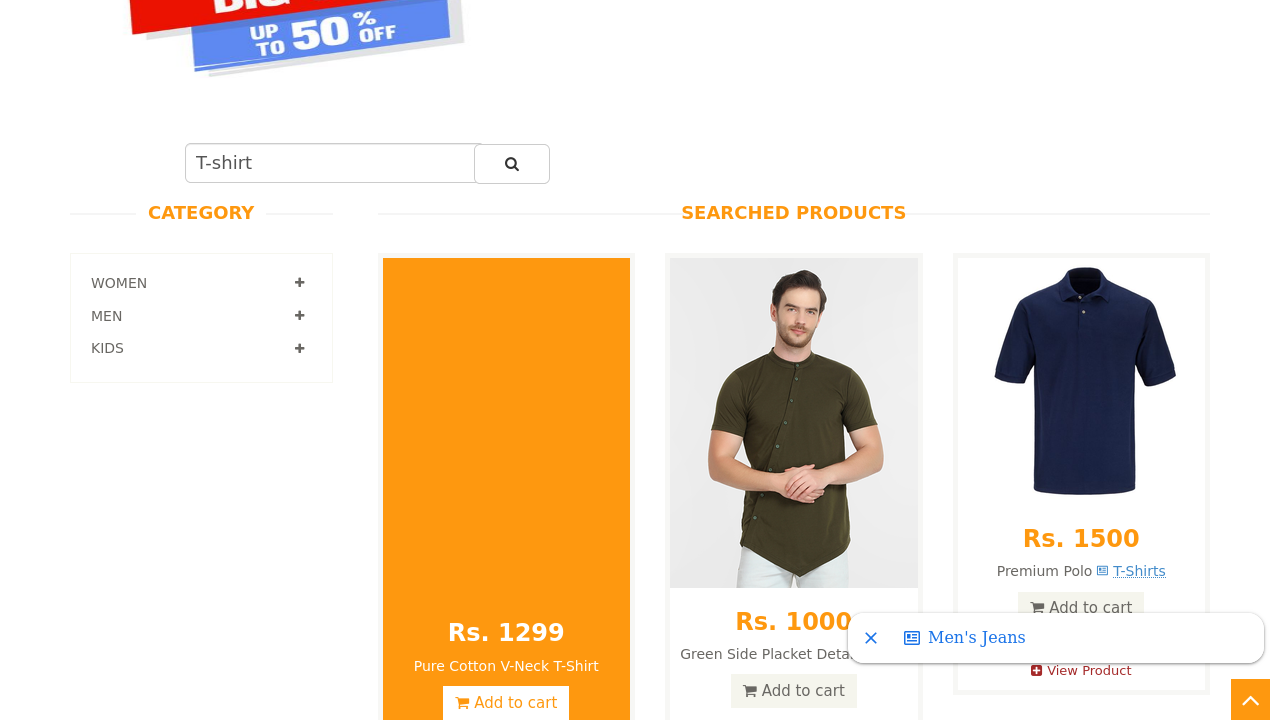 UP TO 50% OFF
T-shirt
CATEGORY
SEARCHED PRODUCTS
WOMEN
MEN
KIDS
Rs. 1299
Pure Cotton V-Neck T-Shirt
Add to cart
Rs. 1000
Green Side Placket
Add to cart
Rs. 1500
Premium Polo T-Shirts
Add to cart
View Product
Men's Jeans